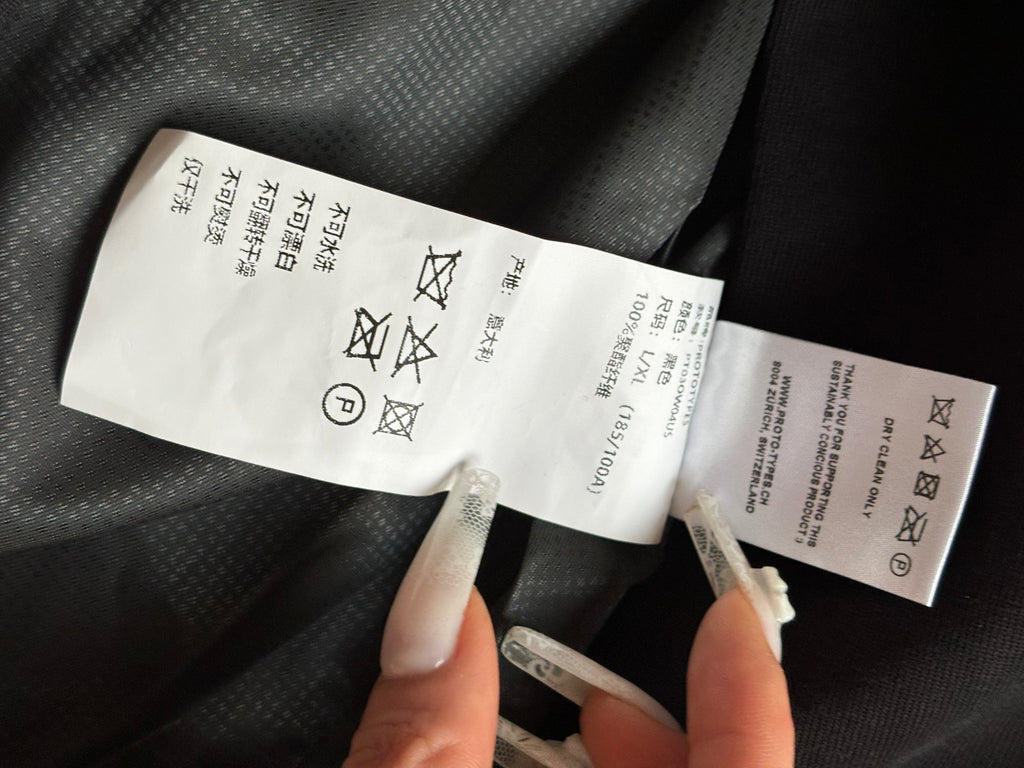 PROTOTYPES
PT03OW04US
颜色：黑色
尺码：L/XL （185/100A）
100%聚酯纤维
产地：意大利
P
不可水洗
不可漂白
不可翻转干燥
不可熨烫
仅干洗
P
DRY CLEAN ONLY
THANK YOU FOR SUPPORTING THIS
SUSTAINABLY CONCIOUS PRODUCT :)
WWW.PROTO-TYPES.CH
8004 ZURICH, SWITZERLAND